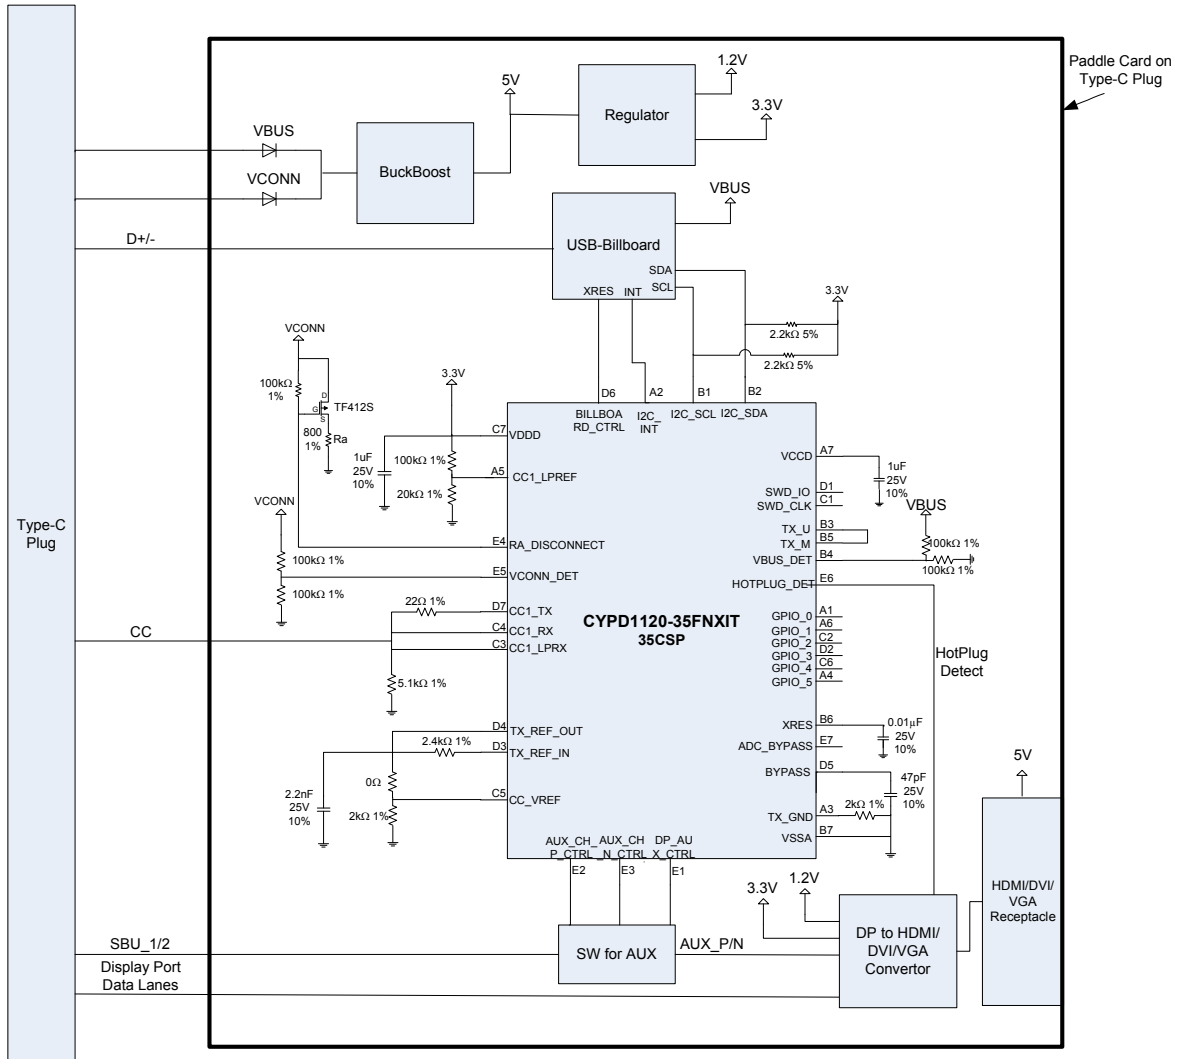 Type-C
Plug
Paddle Card on
Type-C Plug
VBUS
VCONN
BuckBoost
5V
Regulator
1.2V
3.3V
D+/-
USB-Billboard
VBUS
SDA
SCL
XRES
INT
3.3V
2.2kΩ 5%
2.2kΩ 5%
VCONN
100kΩ
1%
D
G
S
TF412S
800
1%
Ra
3.3V
1uF
25V
10%
100kΩ 1%
20kΩ 1%
VCONN
100kΩ 1%
100kΩ 1%
CC
22Ω 1%
5.1kΩ 1%
2.4kΩ 1%
0Ω
2.2nF
25V
10%
2kΩ 1%
D6
A2
B1
B2
BILLBOA
RD_CTRL
I2C_
INT
I2C_SCL
I2C_SDA
C7
VDDD
A5
CC1_LPREF
E4
RA_DISCONNECT
E5
VCONN_DET
D7
CC1_TX
C4
CC1_RX
C3
CC1_LPRX
D4
TX_REF_OUT
D3
TX_REF_IN
C5
CC_VREF
CYPD1120-35FNXIT
35CSP
VCCD
A7
SWD_IO
D1
SWD_CLK
C1
TX_U
B3
TX_M
B5
VBUS_DET
B4
HOTPLUG_DET
E6
GPIO_0
A1
GPIO_1
A6
GPIO_2
C2
GPIO_3
D2
GPIO_4
C6
GPIO_5
A4
XRES
B6
ADC_BYPASS
E7
BYPASS
D5
TX_GND
A3
VSSA
B7
AUX_CH_
P_CTRL
AUX_CH
_N_CTRL
DP_AU
X_CTRL
E2
E3
E1
1uF
25V
10%
VBUS
100kΩ 1%
100kΩ 1%
HotPlug
Detect
0.01µF
25V
10%
47pF
25V
10%
2kΩ 1%
5V
HDMI/DVI/
VGA
Receptacle
3.3V
1.2V
DP to HDMI/
DVI/VGA
Convertor
SW for AUX
AUX_P/N
SBU_1/2
Display Port
Data Lanes